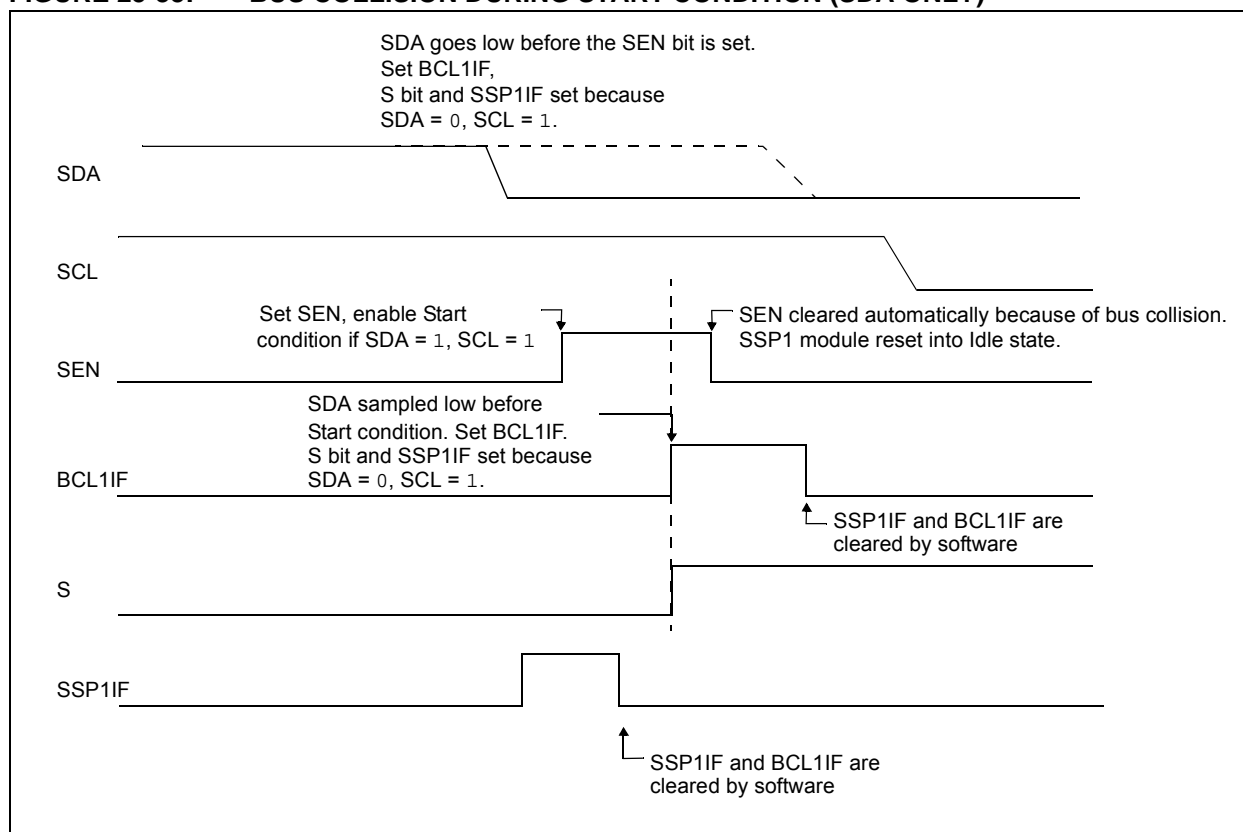 SDA goes low before the SEN bit is set.
Set BCL1IF,
S bit and SSP1IF set because
SDA = 0, SCL = 1.
SDA
SCL
Set SEN, enable Start
condition if SDA = 1, SCL = 1
SEN cleared automatically because of bus collision.
SSP1 module reset into Idle state.
SEN
SDA sampled low before
Start condition. Set BCL1IF.
S bit and SSP1IF set because
SDA = 0, SCL = 1.
BCL1IF
SSP1IF and BCL1IF are
cleared by software
S
SSP1IF
SSP1IF and BCL1IF are
cleared by software